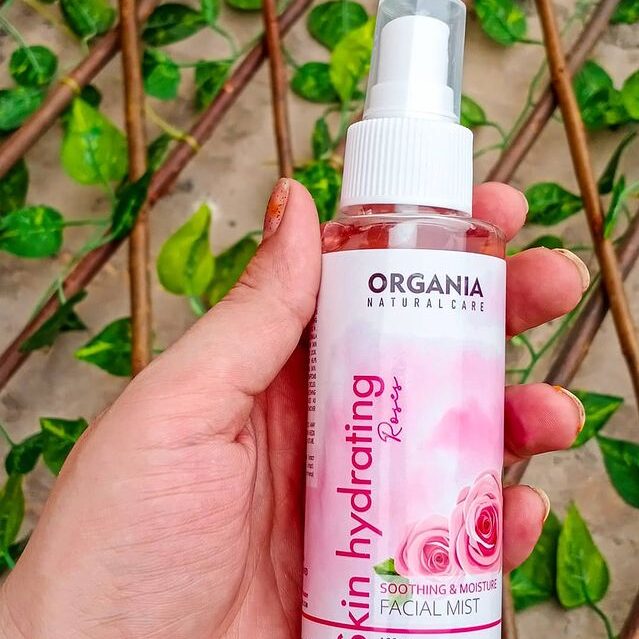 ORGANIA
NATURAL CARE
Skin hydrating
Roses
SOOTHING & MOISTURE
FACIAL MIST